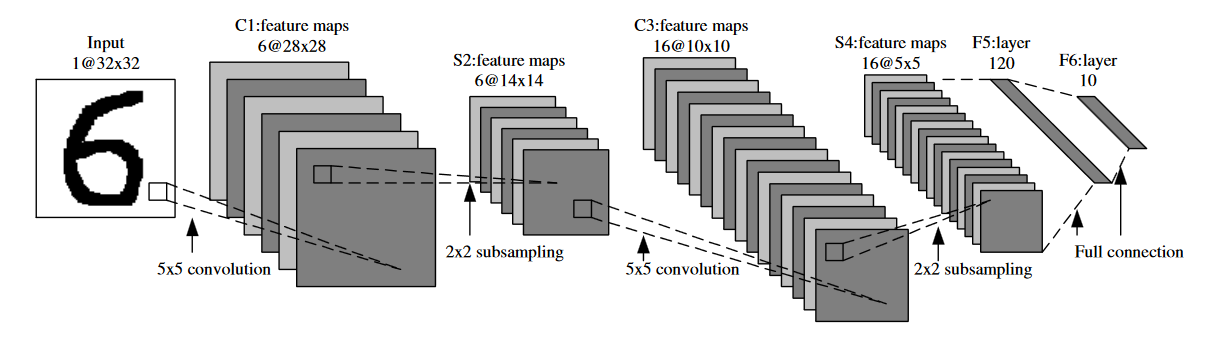 Input
1@32x32
C1:feature maps
6@28x28
S2:feature maps
6@14x14
C3:feature maps
16@10x10
S4:feature maps
16@5x5
F5:layer
120
F6:layer
10
6
5x5 convolution
2x2 subsampling
5x5 convolution
2x2 subsampling
Full connection